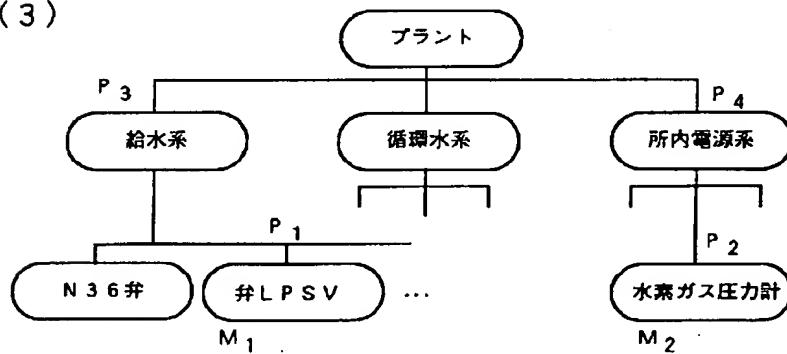 (3)
プラント
P3
P4
給水系
循環水系
所内電源系
P1
P2
N36弁
弁LPSV
...
水素ガス圧力計
M1
M2